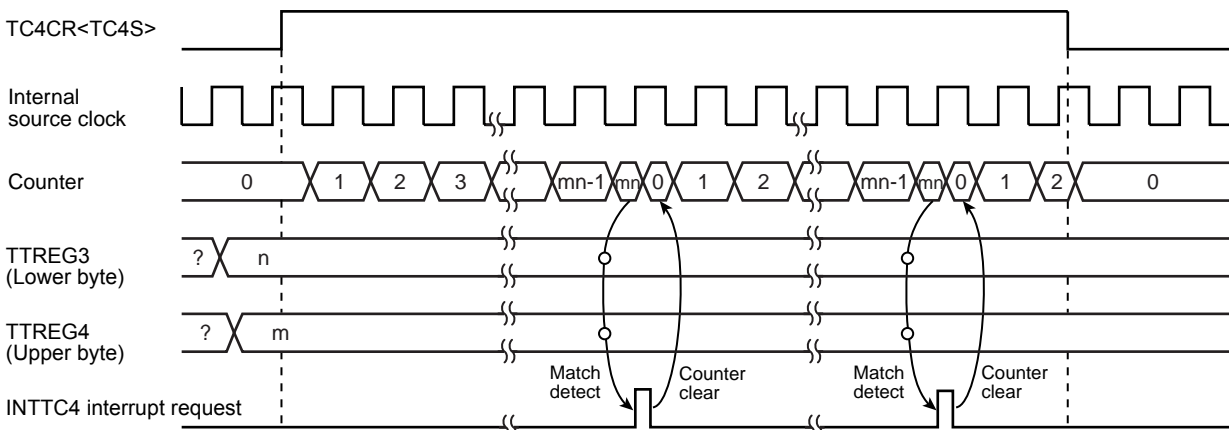 TC4CR<TC4S>
Internal
source clock
Counter
0 1 2 3 mn-1 mn 0 1 2 mn-1 mn 0 1 2 0
TTREG3
(Lower byte)
? n
TTREG4
(Upper byte)
? m
Match
detect
Counter
clear
Match
detect
Counter
clear
INTTC4 interrupt request